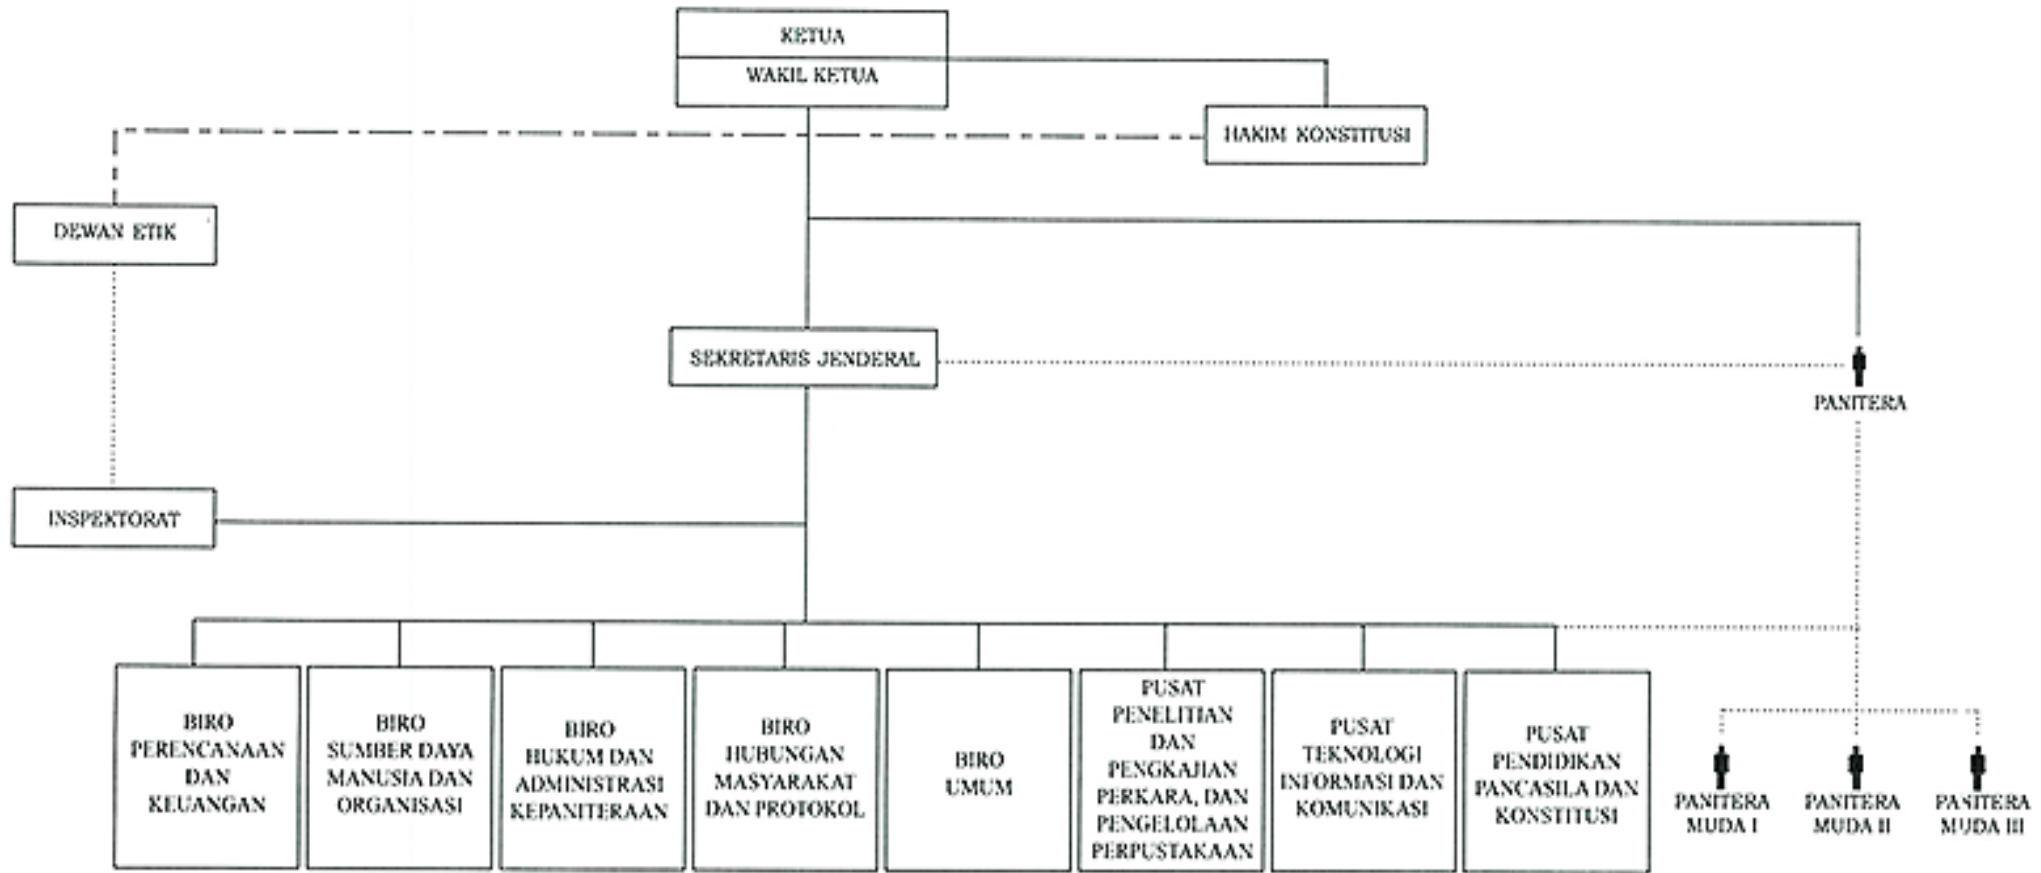 KETUA
WAKIL KETUA
HAKIM KONSTITUSI
DEWAN ETIK
SEKRETARIS JENDERAL
PANITERA
INSPEKTORAT
BIRO
PERENCANAAN
DAN
KEUANGAN
BIRO
SUMBER DAYA
MANUSIA DAN
ORGANISASI
BIRO
HUKUM DAN
ADMINISTRASI
KEPANITERAAN
BIRO
HUBUNGAN
MASYARAKAT
DAN PROTOKOL
BIRO
UMUM
PUSAT
PENELITIAN
DAN
PENGKAJIAN
PERKARA, DAN
PENGELOLAAN
PERPUSTAKAAN
PUSAT
TEKNOLOGI
INFORMASI DAN
KOMUNIKASI
PUSAT
PENDIDIKAN
PANCASILA DAN
KONSTITUSI
PANITERA
MUDA I
PANITERA
MUDA II
PANITERA
MUDA III